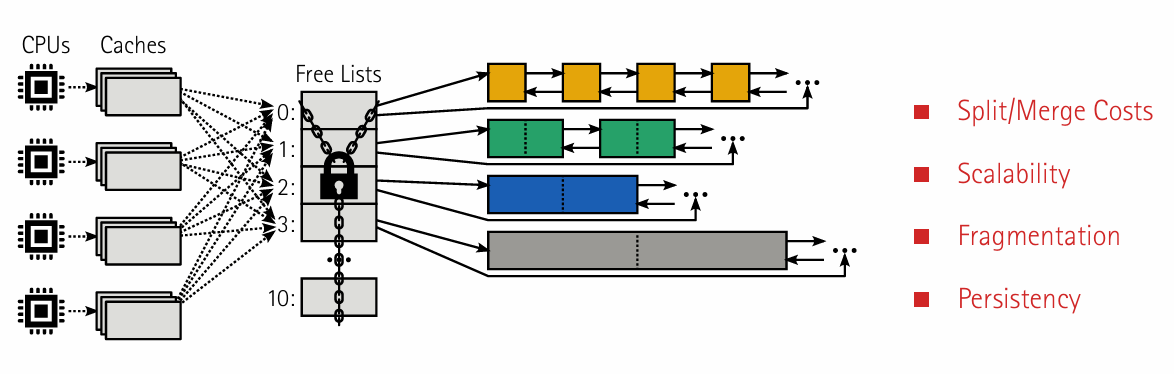 CPUs
Caches
Free Lists
0:
1:
2:
3:
10:
...
...
...
...
Split/Merge Costs
Scalability
Fragmentation
Persistency